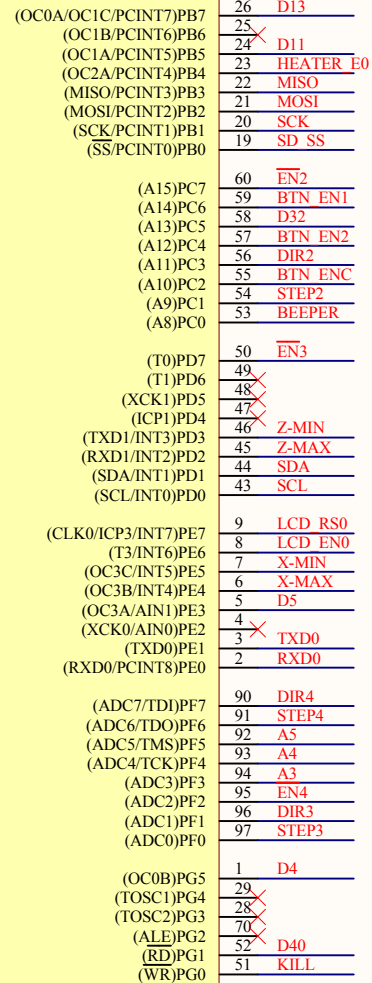 (OC0A/OC1C/PCINT7)PB7 26 D13
(OC1B/PCINT6)PB6 25
(OC1A/PCINT5)PB5 24 D11
(OC2A/PCINT4)PB4 23 HEATER_E0
(MISO/PCINT3)PB3 22 MISO
(MOSI/PCINT2)PB2 21 MOSI
(SCK/PCINT1)PB1 20 SCK
(SS/PCINT0)PB0 19 SD_SS
(A15)PC7 60 EN2
(A14)PC6 59 BTN_EN1
(A13)PC5 58 D32
(A12)PC4 57 BTN_EN2
(A11)PC3 56 DIR2
(A10)PC2 55 BTN_ENC
(A9)PC1 54 STEP2
(A8)PC0 53 BEEPER
(T0)PD7 50 EN3
(T1)PD6 49
(XCK1)PD5 48
(ICP1)PD4 47
(TXD1/INT3)PD3 46 Z-MIN
(RXD1/INT2)PD2 45 Z-MAX
(SDA/INT1)PD1 44 SDA
(SCL/INT0)PD0 43 SCL
(CLK0/ICP3/INT7)PE7 9 LCD_RS0
(T3/INT6)PE6 8 LCD_EN0
(OC3C/INT5)PE5 7 X-MIN
(OC3B/INT4)PE4 6 X-MAX
(OC3A/AIN1)PE3 5 D5
(XCK0/AIN0)PE2 4
(TXD0)PE1 3 TXD0
(RXD0/PCINT8)PE0 2 RXD0
(ADC7/TDI)PF7 90 DIR4
(ADC6/TDO)PF6 91 STEP4
(ADC5/TMS)PF5 92 A5
(ADC4/TCK)PF4 93 A4
(ADC3)PF3 94 A3
(ADC2)PF2 95 EN4
(ADC1)PF1 96 DIR3
(ADC0)PF0 97 STEP3
(OC0B)PG5 1 D4
(TOSC1)PG4 29
(TOSC2)PG3 28
(ALE)PG2 70
(RD)PG1 52 D40
(WR)PG0 51 KILL